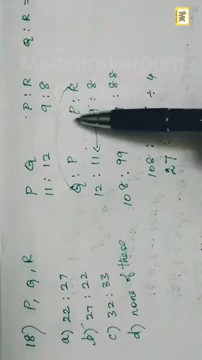 18) P, Q, R P Q P : R Q : R =
11 : 12 9 : 8
a) 22 : 27 Q : P P : R
b) 27 : 22 12 : 11 : 8
c) 32 : 33 108 : 99 : 88
d) none of these 108 : ÷ 4
27